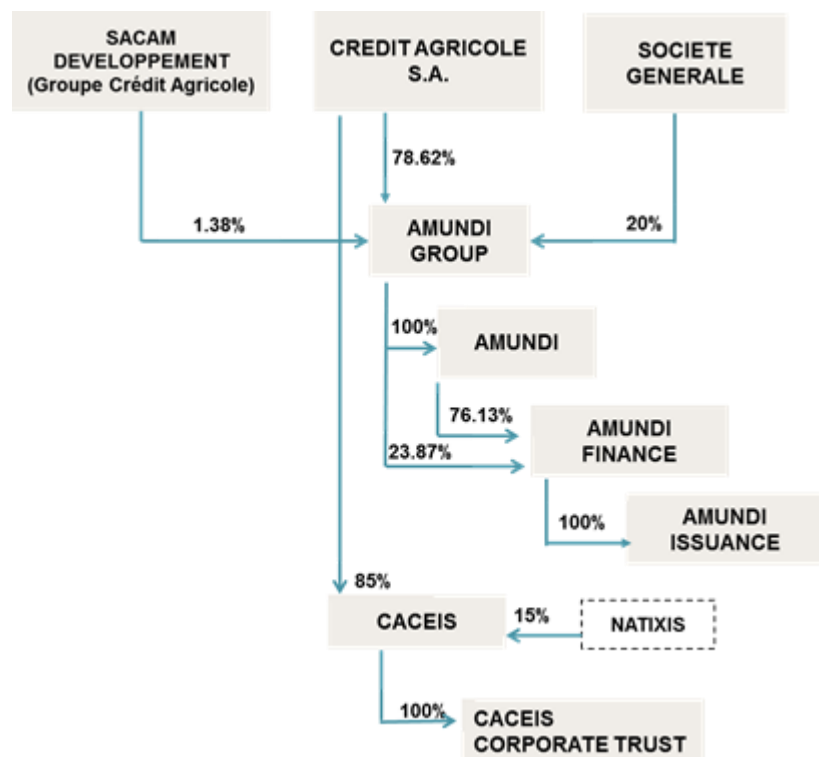 SACAM
DEVELOPPEMENT
(Groupe Crédit Agricole)
CREDIT AGRICOLE
S.A.
SOCIETE
GENERALE
78.62%
1.38%
20%
AMUNDI
GROUP
100%
AMUNDI
76.13%
23.87%
AMUNDI
FINANCE
100%
AMUNDI
ISSUANCE
85%
CACEIS
15%
NATIXIS
100%
CACEIS
CORPORATE TRUST